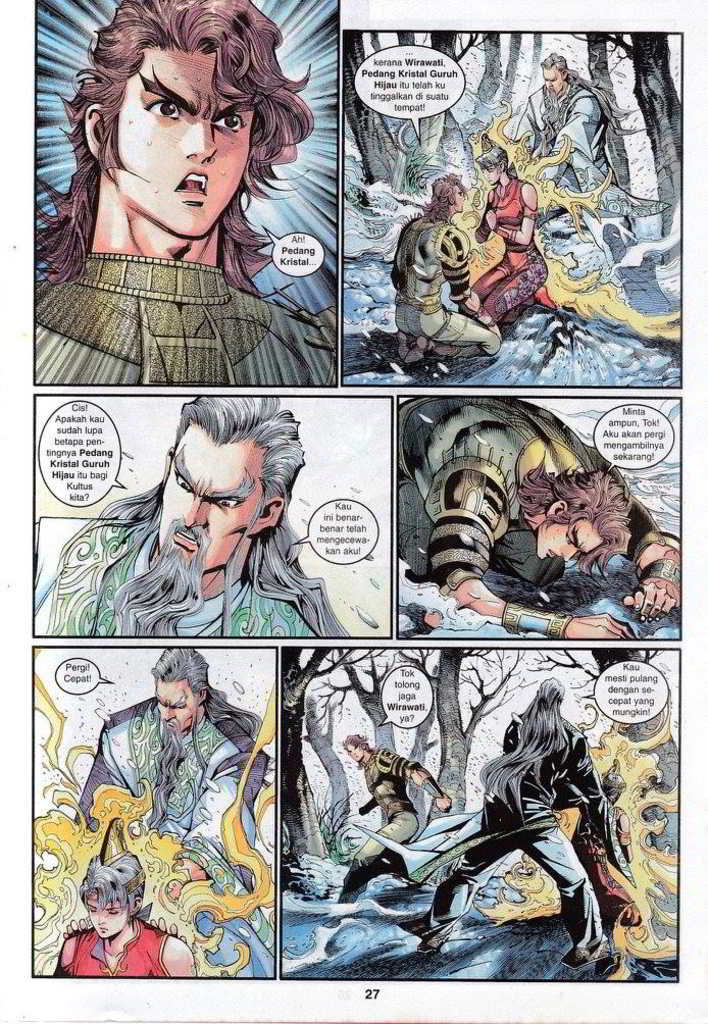 Ah!
Pedang
Kristal...
...
kerana Wirawati,
Pedang Kristal Guruh
Hijau itu telah ku
tinggalkan di suatu
tempat!
Cis!
Apakah kau
sudah lupa
betapa pen-
tingnya Pedang
Kristal Guruh
Hijau itu bagi
Kultus
kita?
Kau
ini benar-
benar telah
mengecewa-
kan aku!
Minta
ampun, Tok!
Aku akan pergi
mengambilnya
sekarang!
Pergi!
Cepat!
Tok
tolong
jaga
Wirawati,
ya?
Kau
mesti pulang
dengan se-
cepat yang
mungkin!
27